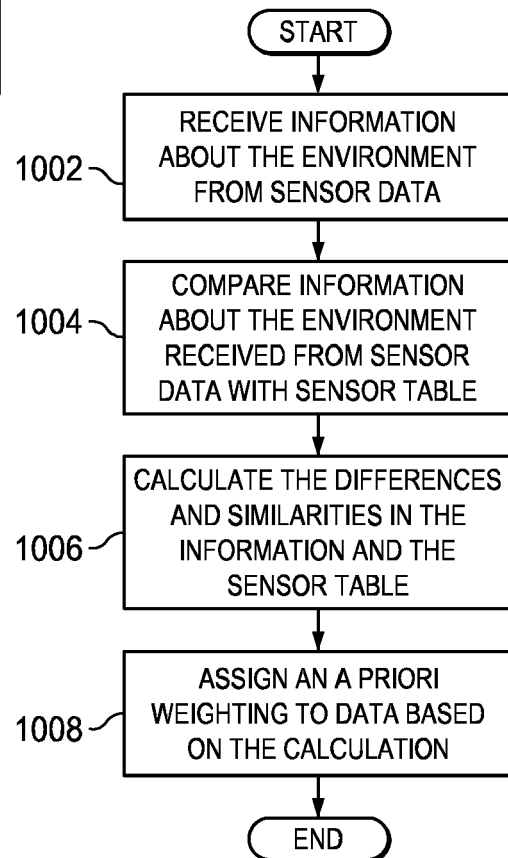 START
RECEIVE INFORMATION
ABOUT THE ENVIRONMENT
FROM SENSOR DATA
1002
COMPARE INFORMATION
ABOUT THE ENVIRONMENT
RECEIVED FROM SENSOR
DATA WITH SENSOR TABLE
1004
CALCULATE THE DIFFERENCES
AND SIMILARITIES IN THE
INFORMATION AND THE
SENSOR TABLE
1006
ASSIGN AN A PRIORI
WEIGHTING TO DATA BASED
ON THE CALCULATION
1008
END